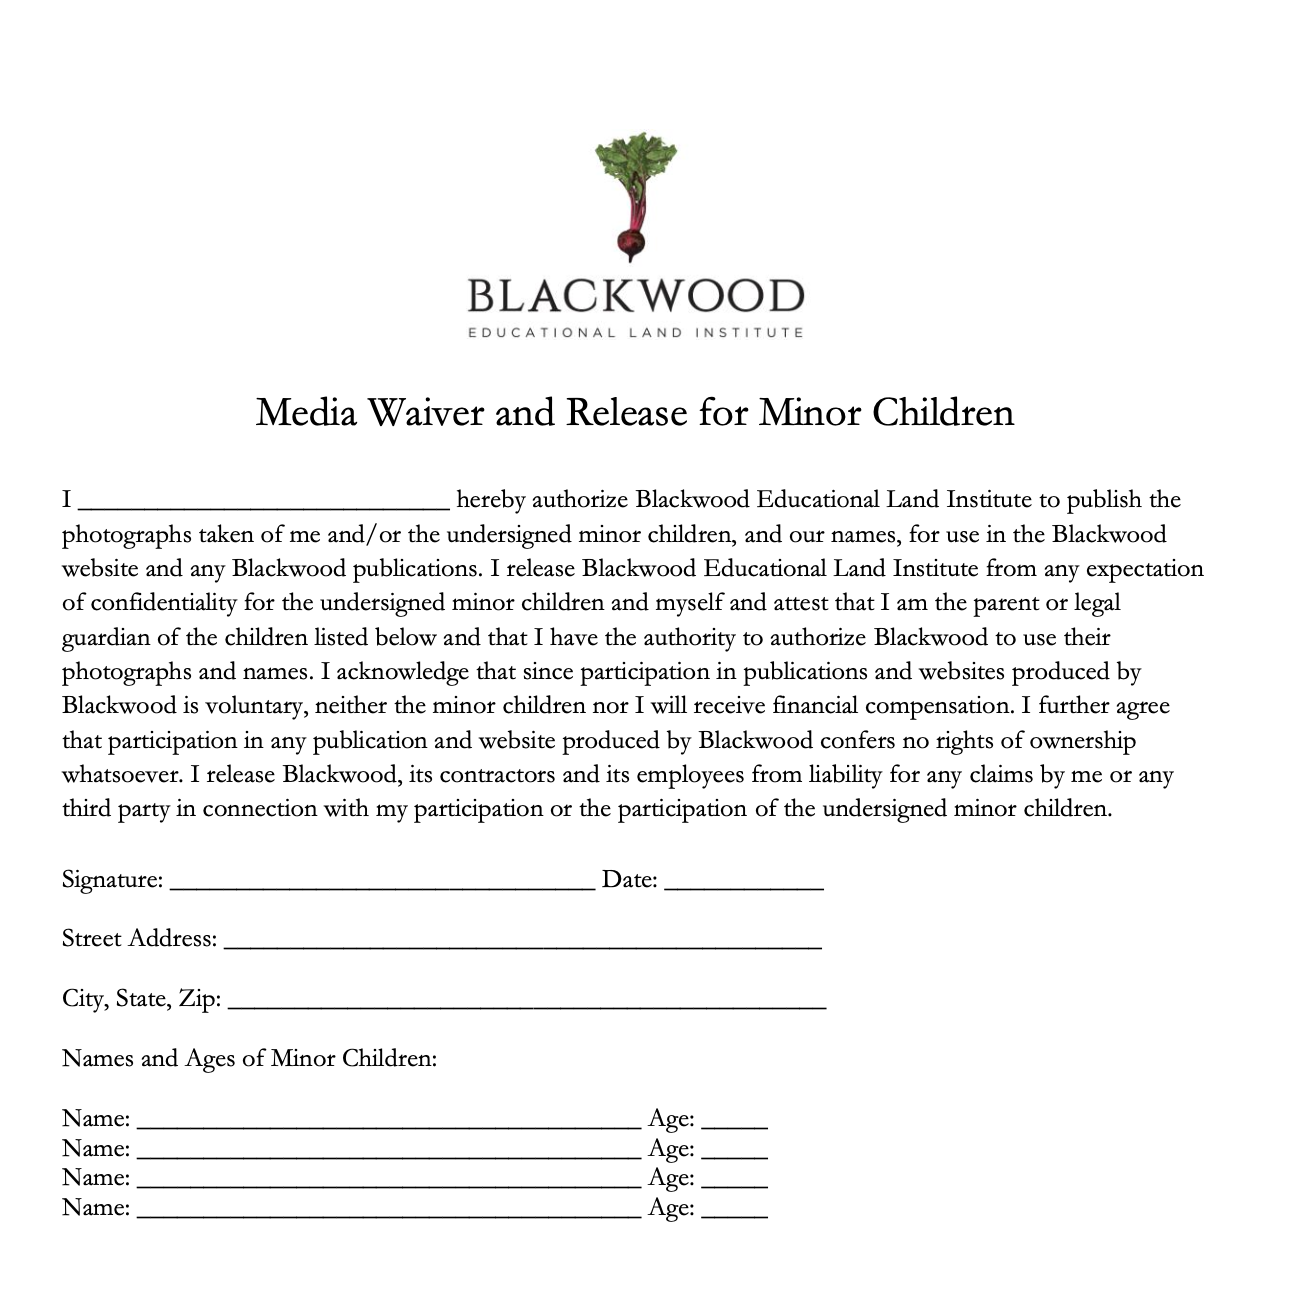 BLACKWOOD
EDUCATIONAL LAND INSTITUTE
Media Waiver and Release for Minor Children
I ____________________________ hereby authorize Blackwood Educational Land Institute to publish the
photographs taken of me and/or the undersigned minor children, and our names, for use in the Blackwood
website and any Blackwood publications. I release Blackwood Educational Land Institute from any expectation
of confidentiality for the undersigned minor children and myself and attest that I am the parent or legal
guardian of the children listed below and that I have the authority to authorize Blackwood to use their
photographs and names. I acknowledge that since participation in publications and websites produced by
Blackwood is voluntary, neither the minor children nor I will receive financial compensation. I further agree
that participation in any publication and website produced by Blackwood confers no rights of ownership
whatsoever. I release Blackwood, its contractors and its employees from liability for any claims by me or any
third party in connection with my participation or the participation of the undersigned minor children.
Signature: ________________________________ Date: ____________
Street Address: _____________________________________________
City, State, Zip: _____________________________________________
Names and Ages of Minor Children:
Name: ______________________________________ Age: _____
Name: ______________________________________ Age: _____
Name: ______________________________________ Age: _____
Name: ______________________________________ Age: _____